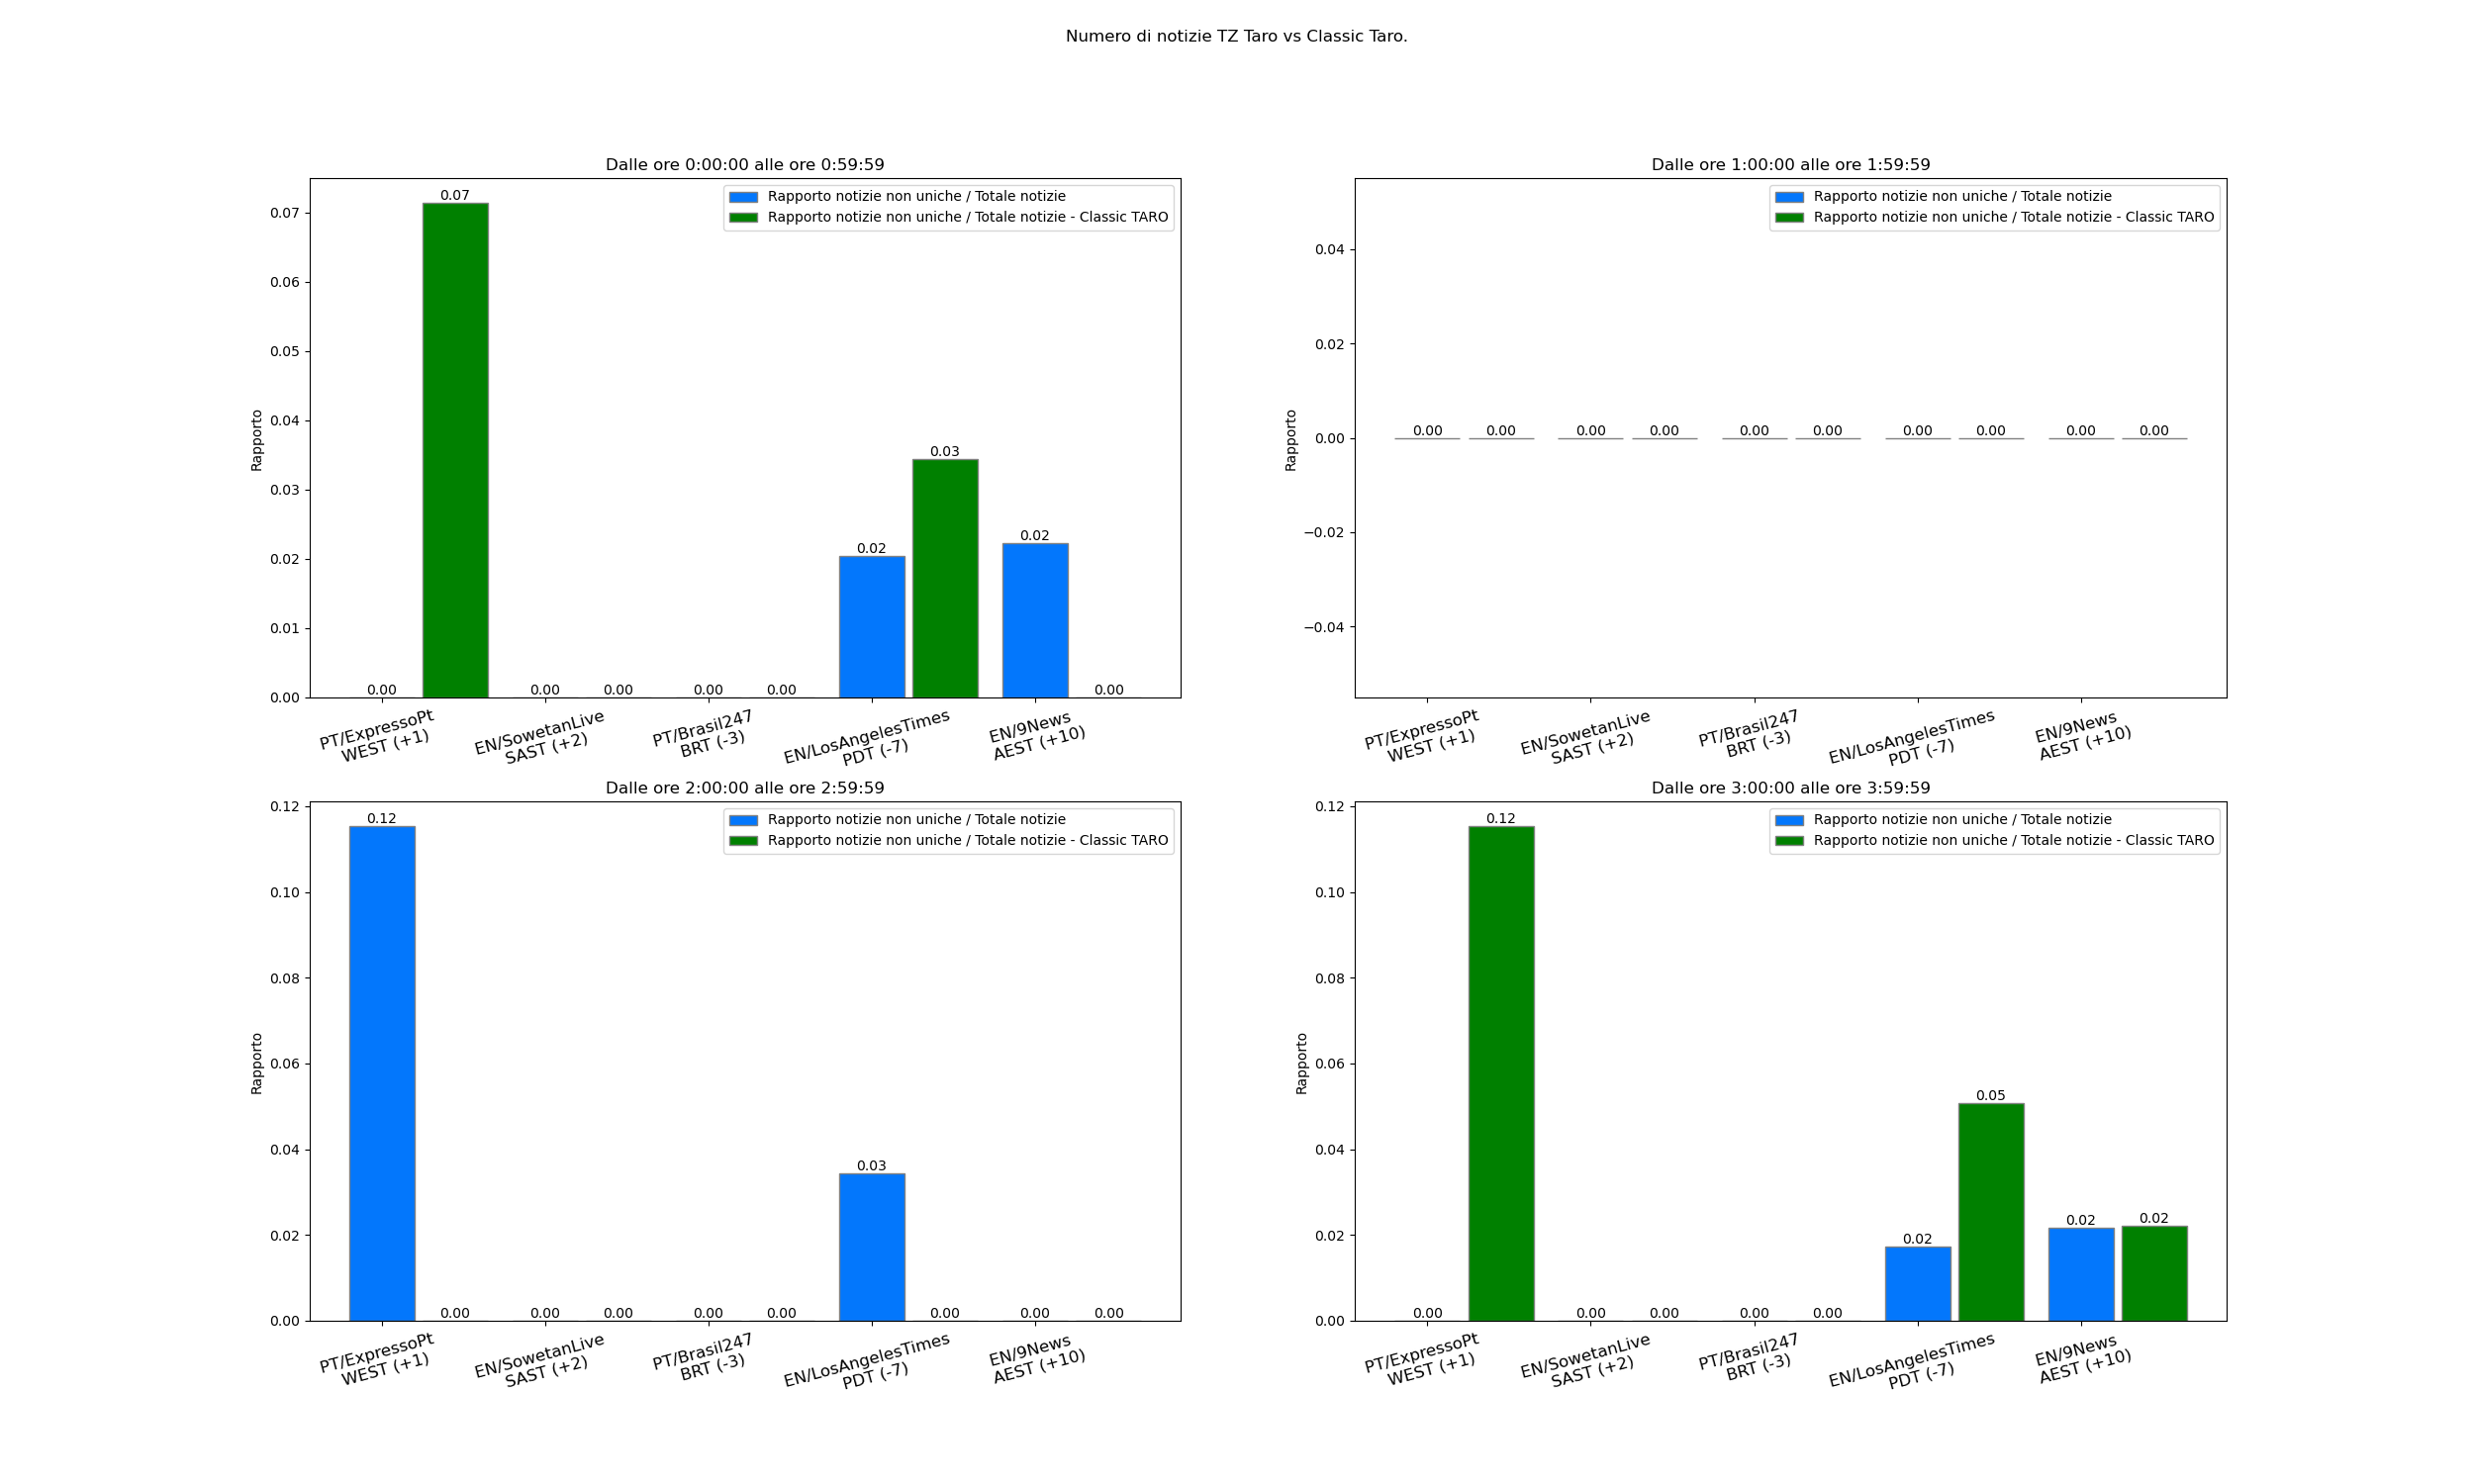 Numero di notizie TZ Taro vs Classic Taro.
Dalle ore 0:00:00 alle ore 0:59:59
Rapporto notizie non uniche / Totale notizie
Rapporto notizie non uniche / Totale notizie - Classic TARO
Rapporto
0.07
0.06
0.05
0.04
0.03
0.02
0.01
0.00
0.00
0.07
0.00
0.00
0.00
0.00
0.02
0.03
0.02
0.00
PT/ExpressoPt
WEST (+1)
EN/SowetanLive
SAST (+2)
PT/Brasil247
BRT (-3)
EN/LosAngelesTimes
PDT (-7)
EN/9News
AEST (+10)
Dalle ore 1:00:00 alle ore 1:59:59
Rapporto notizie non uniche / Totale notizie
Rapporto notizie non uniche / Totale notizie - Classic TARO
Rapporto
0.04
0.02
0.00
−0.02
−0.04
0.00
0.00
0.00
0.00
0.00
0.00
0.00
0.00
0.00
0.00
PT/ExpressoPt
WEST (+1)
EN/SowetanLive
SAST (+2)
PT/Brasil247
BRT (-3)
EN/LosAngelesTimes
PDT (-7)
EN/9News
AEST (+10)
Dalle ore 2:00:00 alle ore 2:59:59
Rapporto notizie non uniche / Totale notizie
Rapporto notizie non uniche / Totale notizie - Classic TARO
Rapporto
0.12
0.10
0.08
0.06
0.04
0.02
0.00
0.12
0.00
0.00
0.00
0.00
0.00
0.03
0.00
0.00
0.00
PT/ExpressoPt
WEST (+1)
EN/SowetanLive
SAST (+2)
PT/Brasil247
BRT (-3)
EN/LosAngelesTimes
PDT (-7)
EN/9News
AEST (+10)
Dalle ore 3:00:00 alle ore 3:59:59
Rapporto notizie non uniche / Totale notizie
Rapporto notizie non uniche / Totale notizie - Classic TARO
Rapporto
0.12
0.10
0.08
0.06
0.04
0.02
0.00
0.00
0.12
0.00
0.00
0.00
0.00
0.02
0.05
0.02
0.02
PT/ExpressoPt
WEST (+1)
EN/SowetanLive
SAST (+2)
PT/Brasil247
BRT (-3)
EN/LosAngelesTimes
PDT (-7)
EN/9News
AEST (+10)